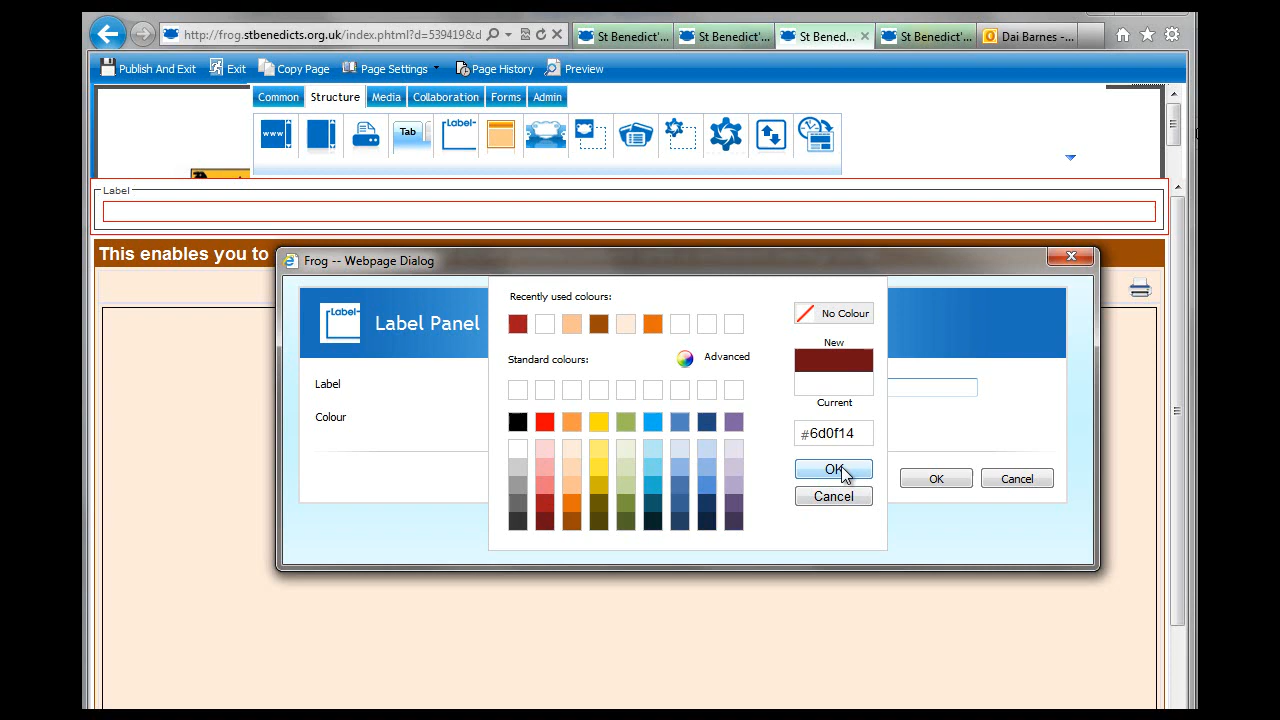 http://frog.stbenedicts.org.uk/index.phtml?d=539419&d
St Benedict'...
St Benedict'...
St Bened...
St Benedict'...
Dai Barnes -...
Publish And Exit
Exit
Copy Page
Page Settings
Page History
Preview
Common
Structure
Media
Collaboration
Forms
Admin
www
Tab
Label
Label
This enables you to
Frog -- Webpage Dialog
Label
Label Panel
Label
Colour
Recently used colours:
Standard colours:
Advanced
No Colour
New
Current
#6d0f14
OK
Cancel
OK
Cancel